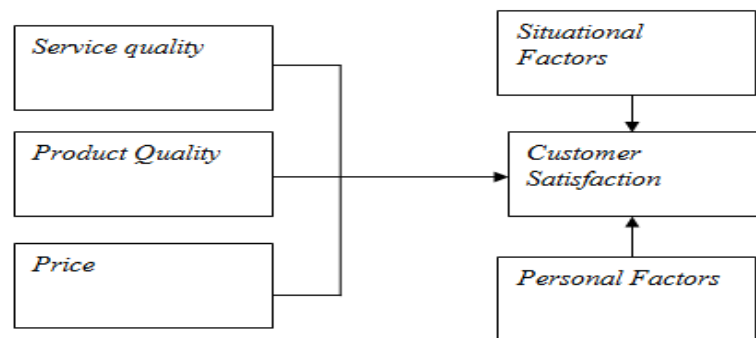 Service quality
Situational
Factors
Product Quality
Customer
Satisfaction
Price
Personal Factors